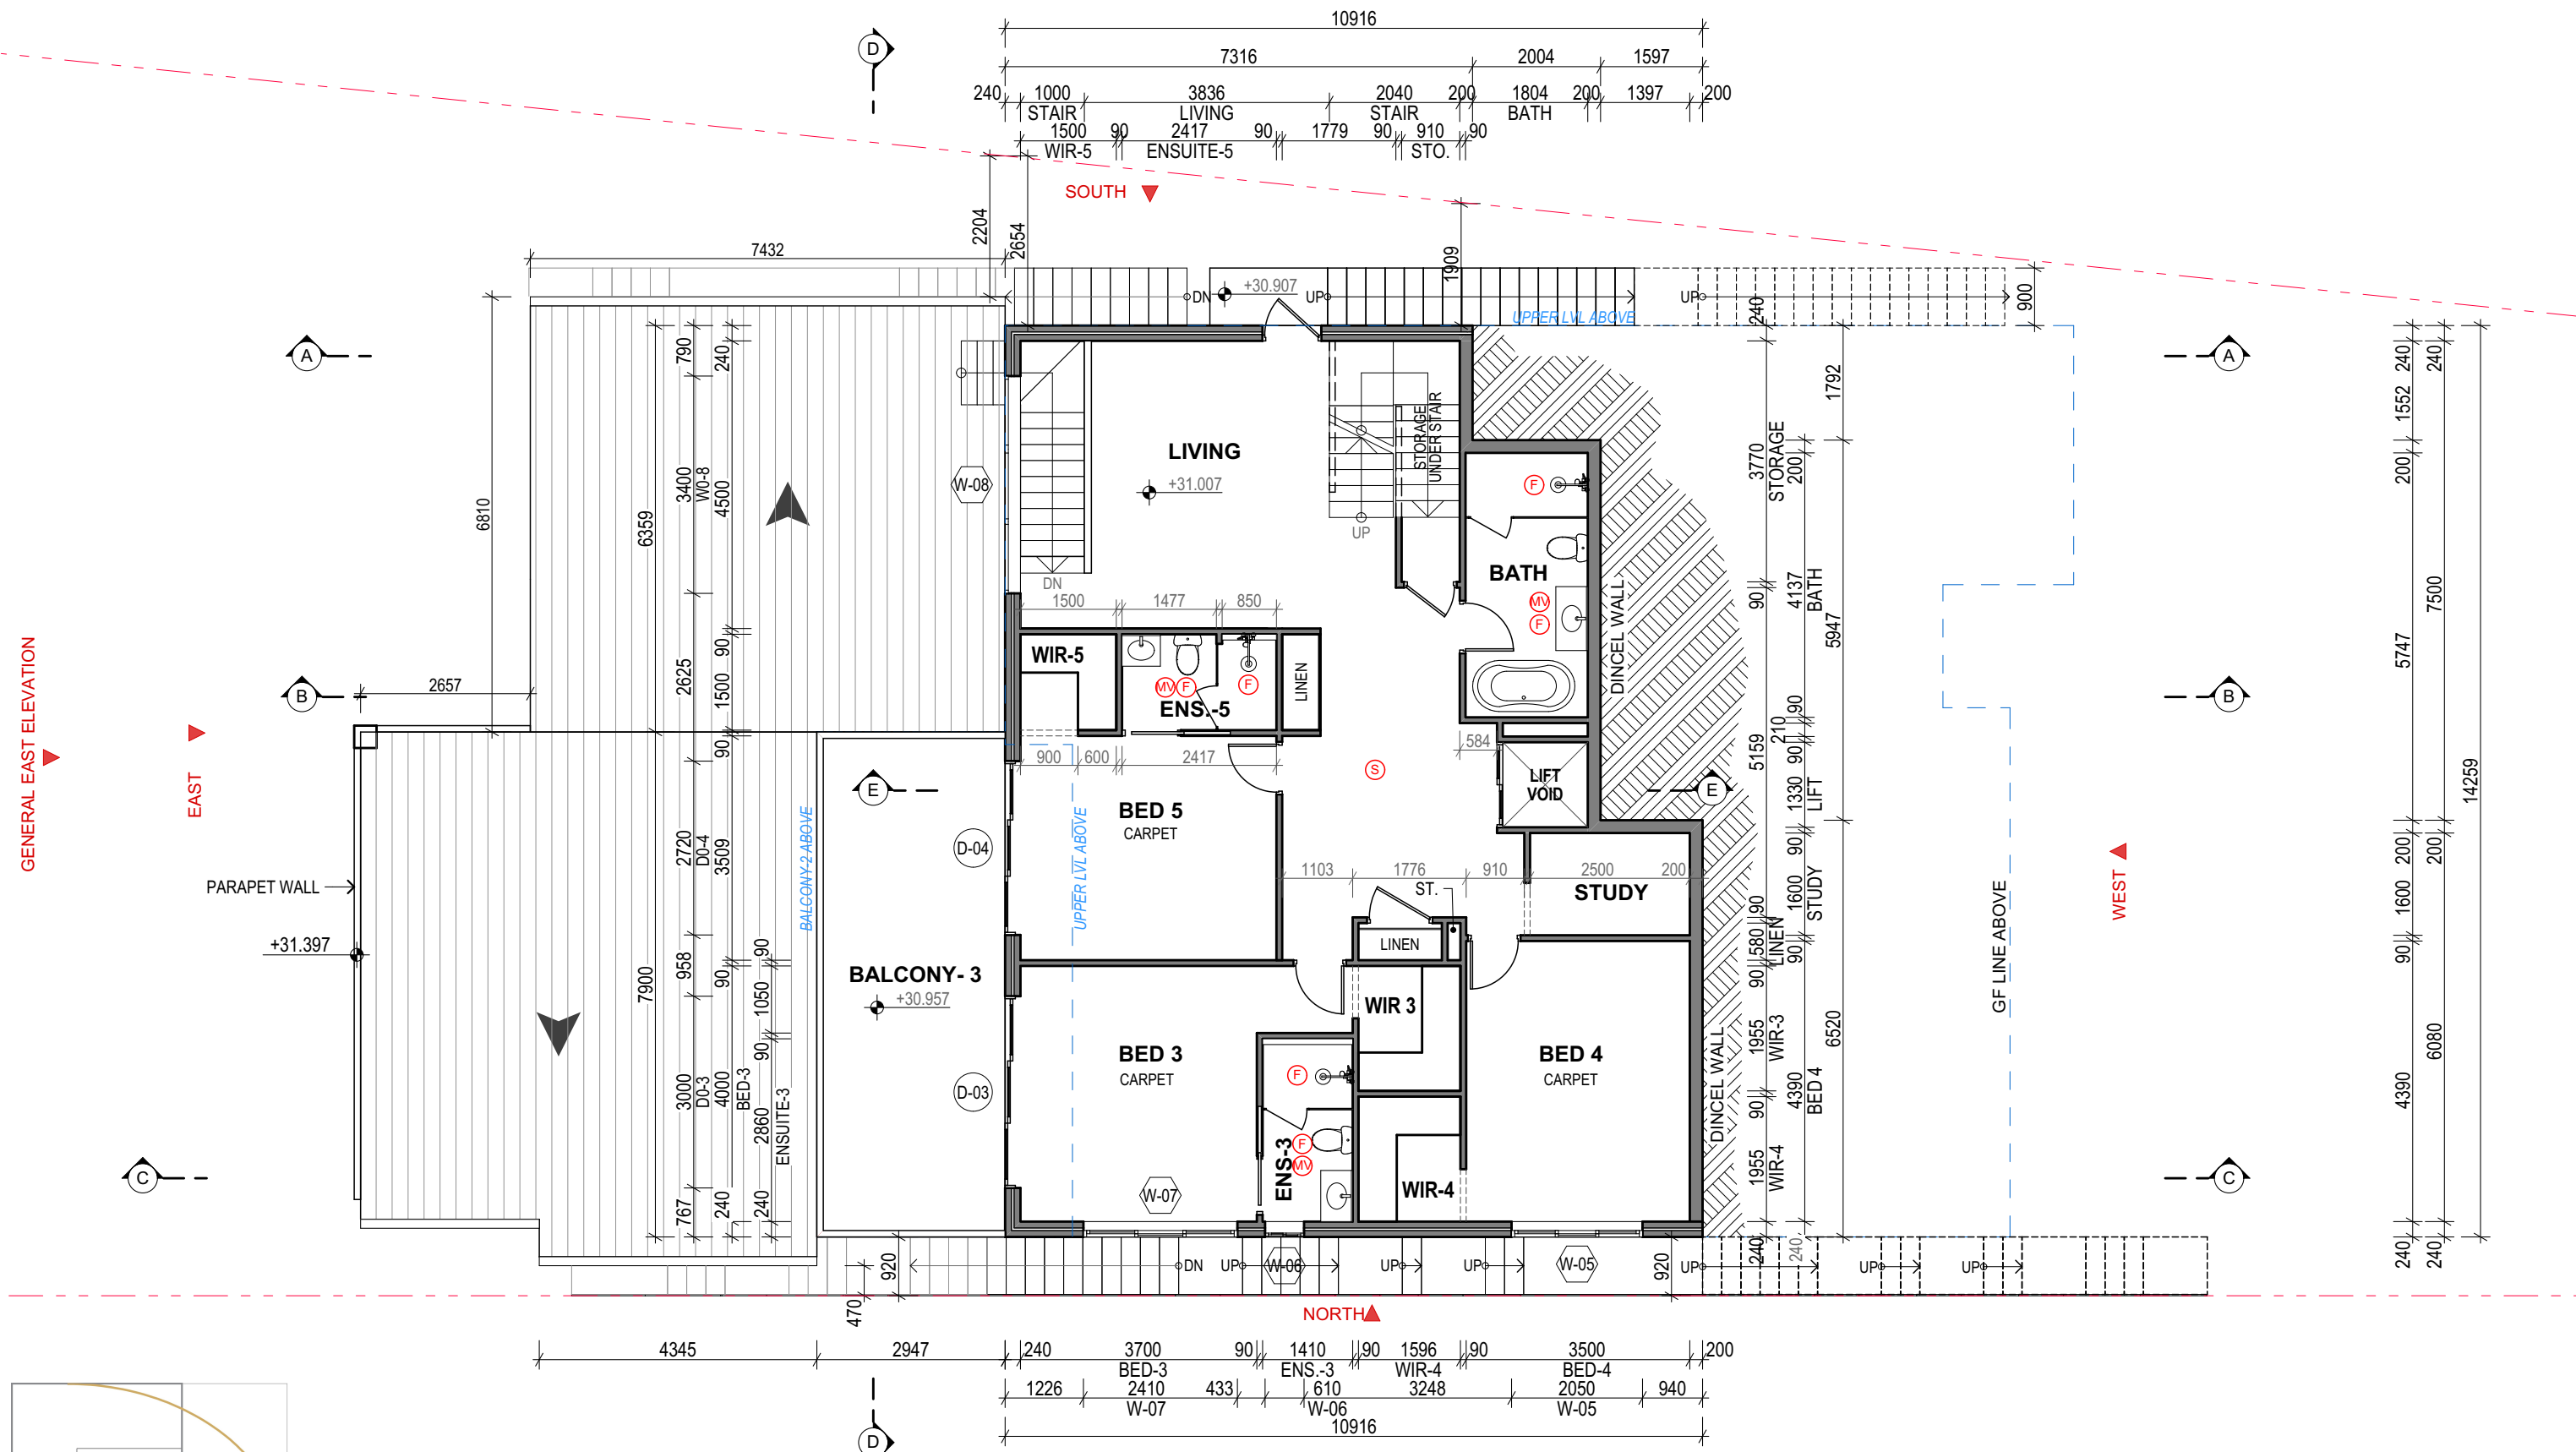 10916
7316 2004 1597
240 1000 3836 2040 200 1804 200 1397 200
STAIR LIVING STAIR BATH
1500 90 2417 90 1779 90 910 90
WIR-5 ENSUITE-5 STO.
D
SOUTH
2204
2654
1909
7432
DN
+30.907
UP
UP
900
UPPER LVL ABOVE
A
A
6810
6359
790
3400
W0-8
2625
240
4500
90
1500
90
W-08
LIVING
+31.007
STORAGE
UNDER STAIR
UP
DN
F
BATH
MV
F
DINCEL WALL
240
3770
STORAGE
90
200
4137
BATH
1792
5947
240
1552
200
5747
240
7500
14259
1500 1477 850
WIR-5
MV F
F
ENS.-5
LINEN
900 600 2417
B
B
2657
GENERAL EAST ELEVATION
EAST
PARAPET WALL
+31.397
7900
2720
D0-4
958
3000
D0-3
767
3509
90
4000
BED-3
240
90
1050
90
2860
ENSUITE-3
240
BALCONY-2 ABOVE
E
D-04
BALCONY- 3
+30.957
D-03
UPPER LVL ABOVE
BED 5
CARPET
S
584
LIFT
VOID
E
1103 1776 910 2500 200
ST.
STUDY
LINEN
5159
90
580
LINEN
90
1955
WIR-3
90
1955
WIR-4
240
90
210
90
1330
LIFT
90
1600
STUDY
90
4390
BED 4
240
6520
GF LINE ABOVE
WEST
200
1600
90
4390
240
200
6080
240
BED 3
CARPET
WIR 3
BED 4
CARPET
DINCEL WALL
F
F
MV
ENS-3
WIR-4
C
C
W-07
W-06
W-05
920
470
DN
UP
UP
UP
920
UP
UP
UP
NORTH
4345 2947 240 3700 90 1410 90 1596 90 3500 200
BED-3 ENS.-3 WIR-4 BED-4
1226 2410 433 610 3248 2050 940
W-07 W-06 W-05
10916
D